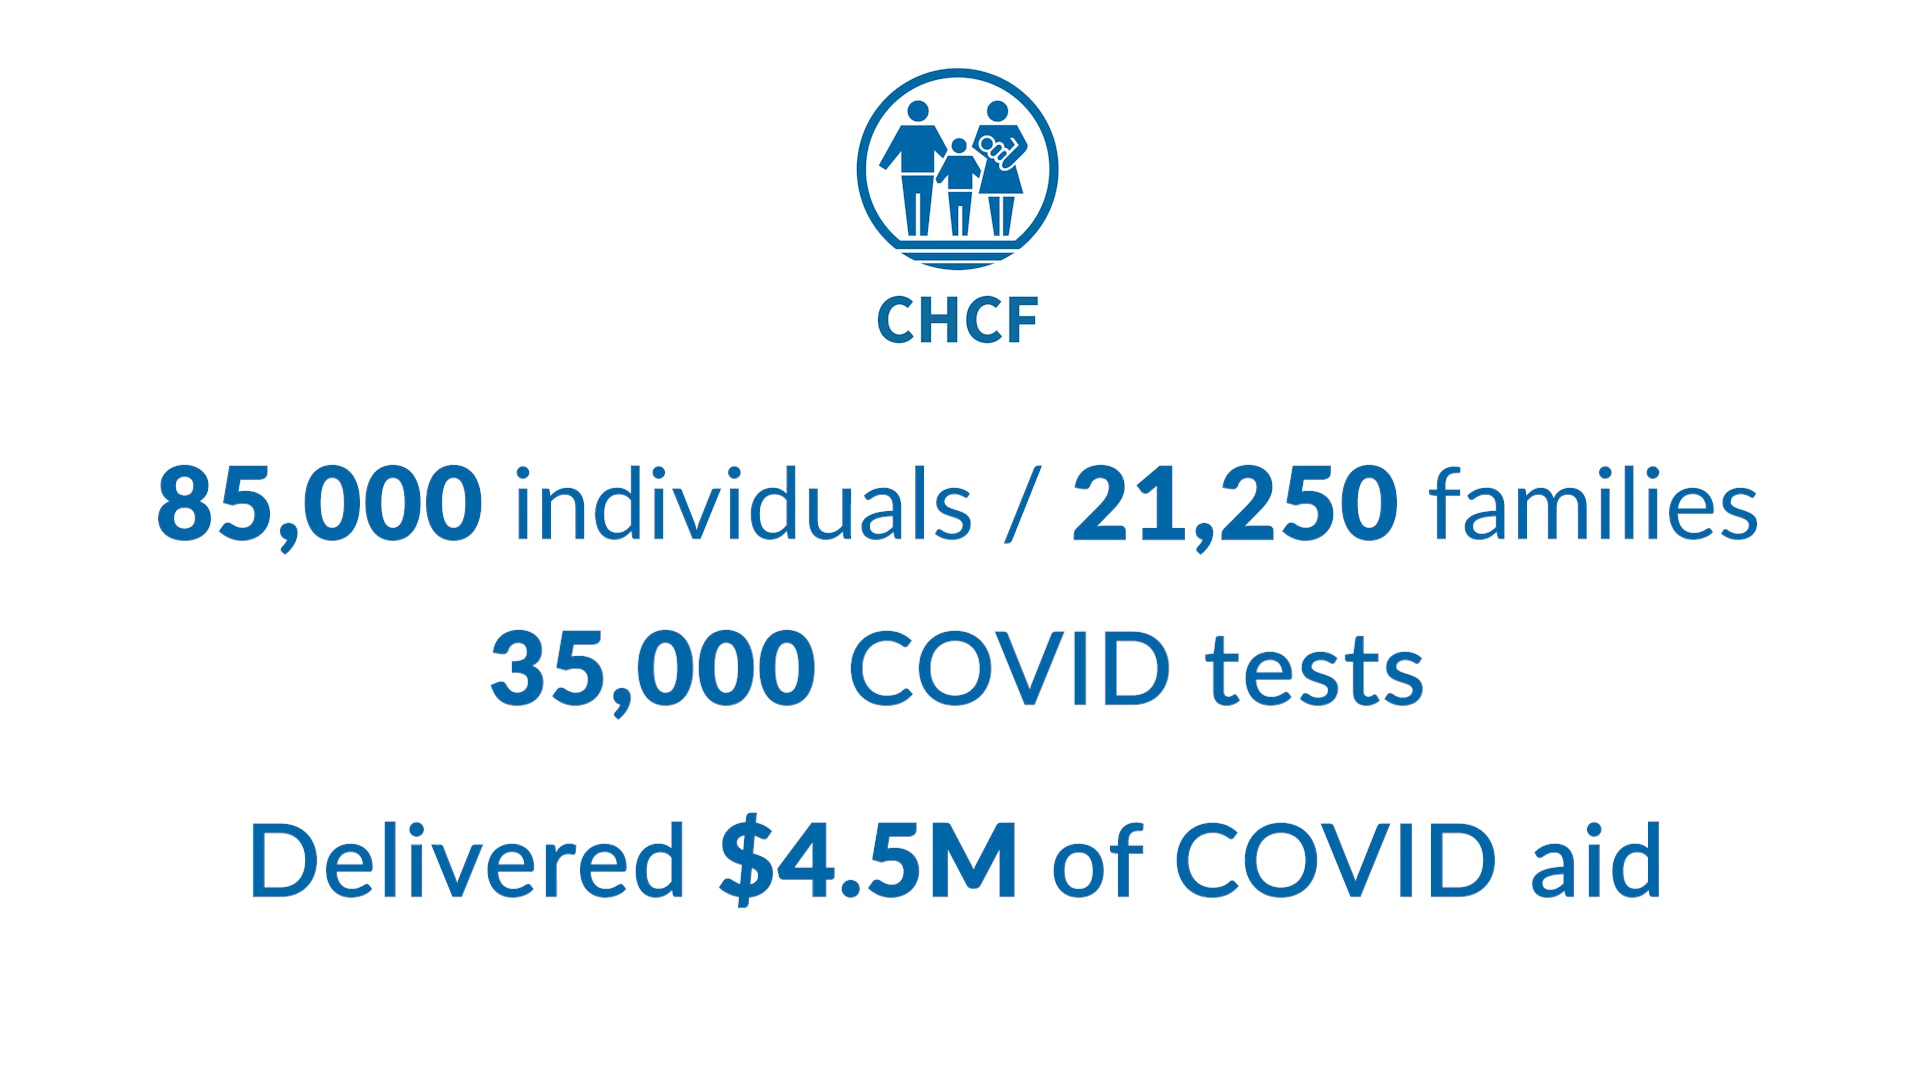 CHCF
85,000 individuals / 21,250 families
35,000 COVID tests
Delivered $4.5M of COVID aid